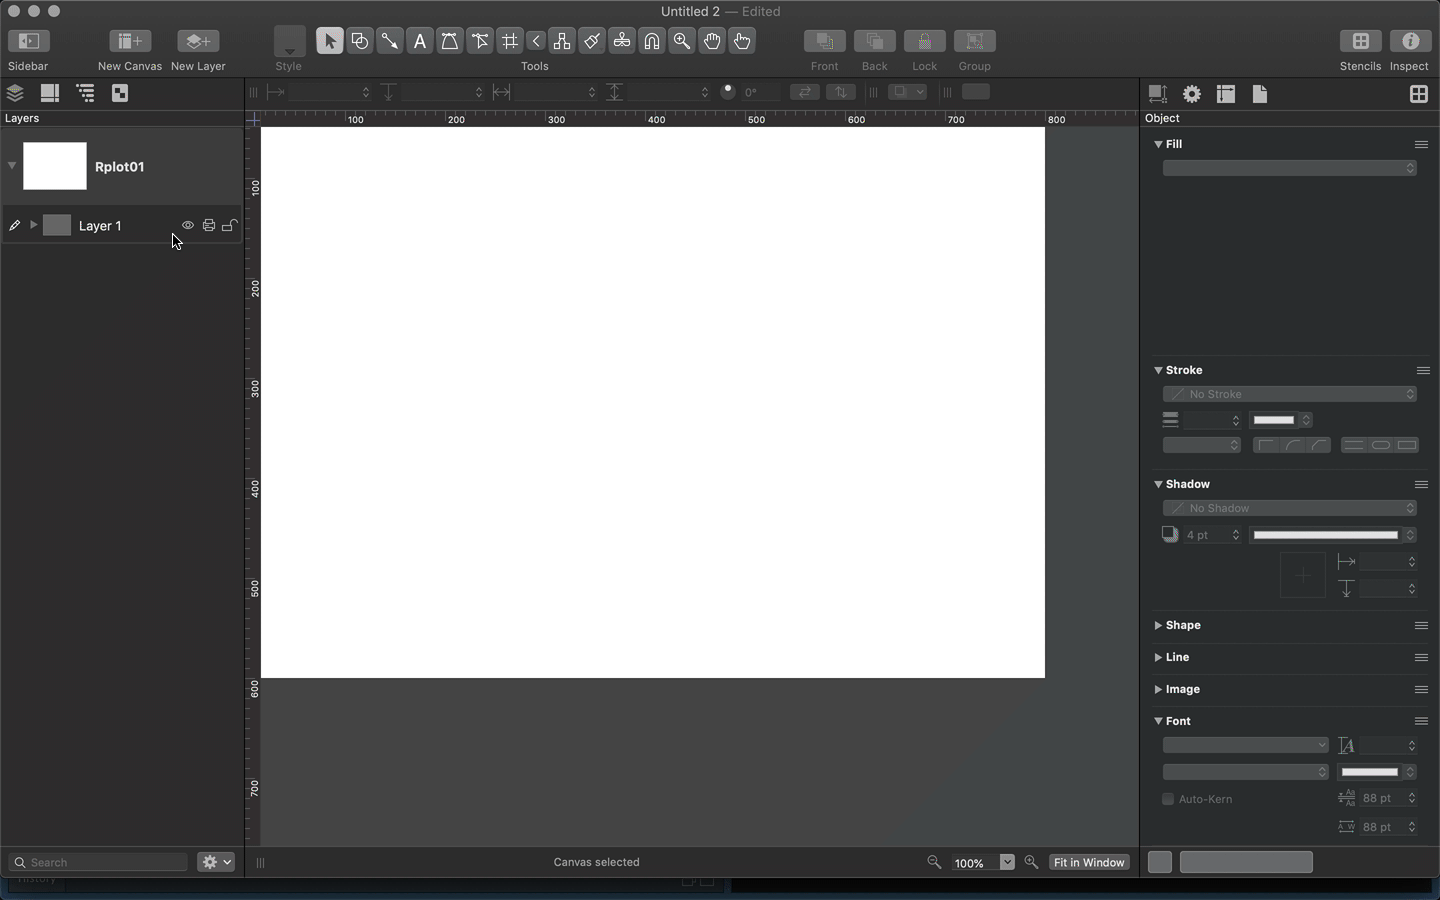 Untitled 2 — Edited
Sidebar
New Canvas
New Layer
Style
Tools
Front
Back
Lock
Group
Stencils
Inspect
0°
Layers
Object
100
200
300
400
500
600
700
800
Rplot01
Layer 1
100
200
300
400
500
600
700
Fill
Stroke
No Stroke
Shadow
No Shadow
4 pt
Shape
Line
Image
Font
Auto-Kern
88 pt
88 pt
Search
Canvas selected
100%
Fit in Window
History